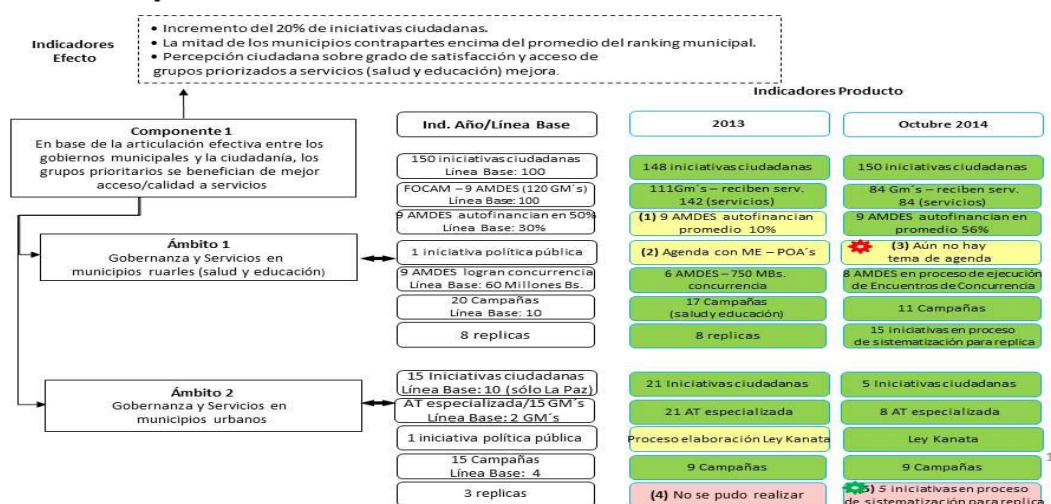 Indicadores
Efecto
• Incremento del 20% de iniciativas ciudadanas.
• La mitad de los municipios contrapartes encima del promedio del ranking municipal.
• Percepción ciudadana sobre grado de satisfacción y acceso de
grupos priorizados a servicios (salud y educación) mejora.
Indicadores Producto
Componente 1
En base de la articulación efectiva entre los
gobiernos municipales y la ciudadanía, los
grupos prioritarios se benefician de mejor
acceso/calidad a servicios
Ind. Año/Línea Base
2013
Octubre 2014
150 iniciativas ciudadanas
Línea Base: 100
148 iniciativas ciudadanas
150 iniciativas ciudadanas
FOCAM – 9 AMDES (120 GM´s)
Línea Base: 100
111Gm´s – reciben serv.
142 (servicios)
84 Gm´s – reciben serv.
84 (servicios)
9 AMDES autofinancian en 50%
Línea Base: 30%
(1) 9 AMDES autofinancian
promedio 10%
9 AMDES autofinancian en
promedio 56%
Ámbito 1
Gobernanza y Servicios en
municipios ruarles (salud y educación)
1 iniciativa política pública
(2) Agenda con ME – POA´s
(3) Aún no hay
tema de agenda
9 AMDES logran concurrencia
Línea Base: 60 Millones Bs.
6 AMDES – 750 MBs.
concurrencia
8 AMDES en proceso de ejecución
de Encuentros de Concurrencia
20 Campañas
Línea Base: 10
17 Campañas
(salud y educación)
11 Campañas
8 replicas
8 replicas
15 iniciativas en proceso
de sistematización para replica
Ámbito 2
Gobernanza y Servicios en
municipios urbanos
15 Iniciativas ciudadanas
Línea Base: 10 (sólo La Paz)
21 Iniciativas ciudadanas
5 Iniciativas ciudadanas
AT especializada/15 GM´s
Línea Base: 2 GM´s
21 AT especializada
8 AT especializada
1 iniciativa política pública
Proceso elaboración Ley Kanata
Ley Kanata
15 Campañas
Línea Base: 4
9 Campañas
9 Campañas
3 replicas
(4) No se pudo realizar
5 iniciativas en proceso
de sistematización para replica
1